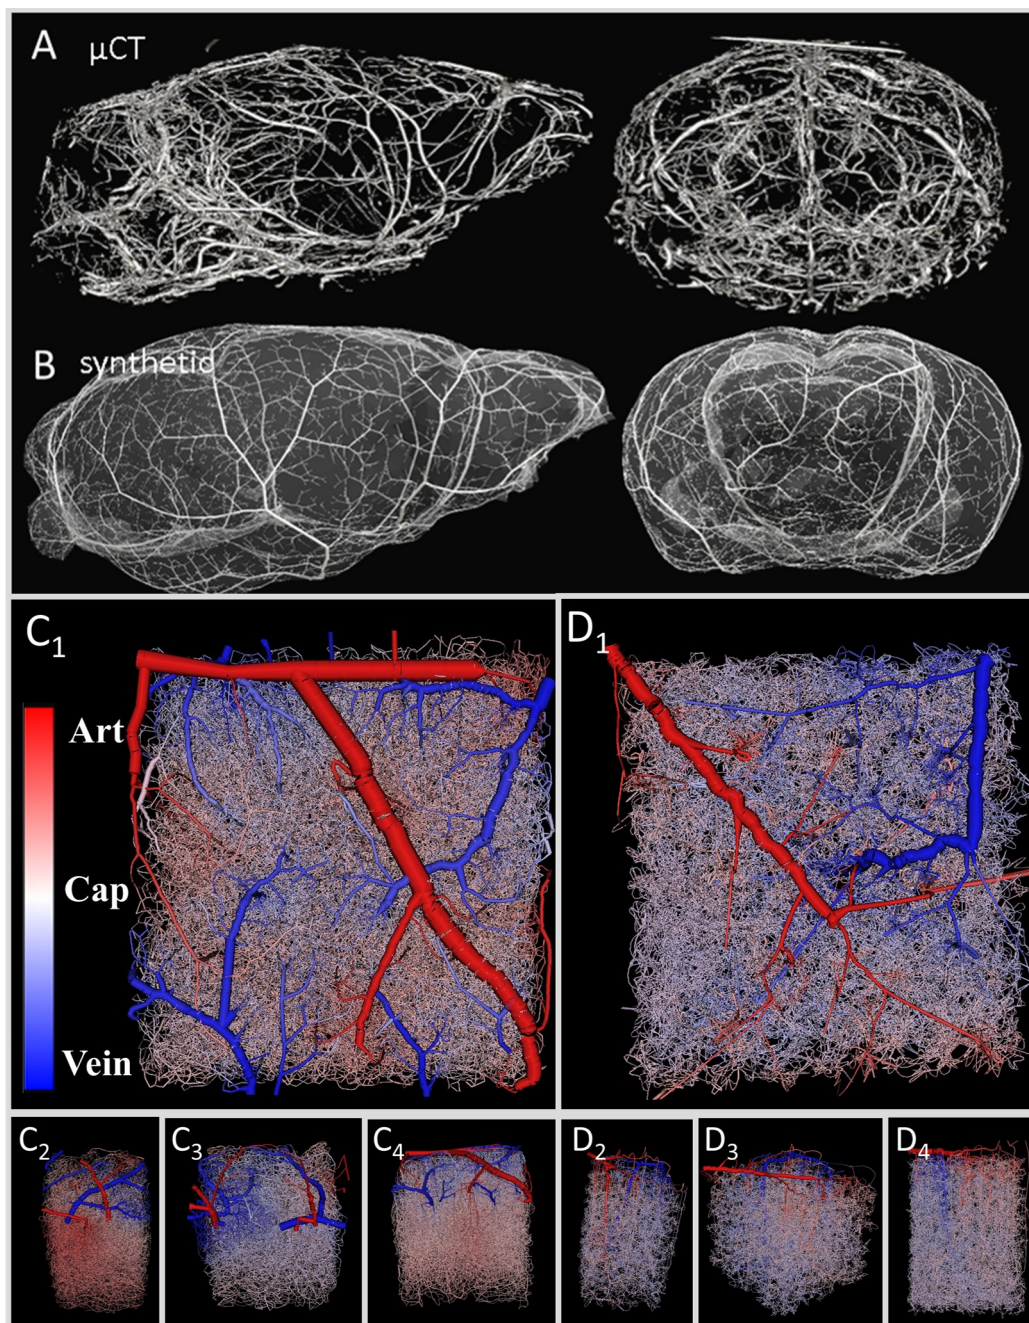 A μCT
B synthetic
C1
D1
Art
Cap
Vein
C2
C3
C4
D2
D3
D4